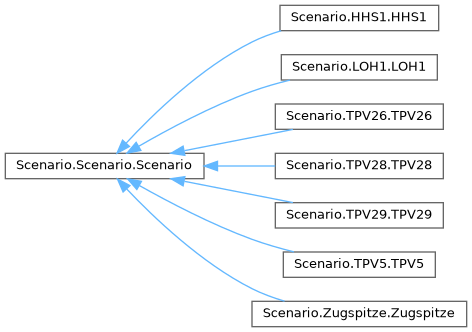 Scenario.HHS1.HHS1
Scenario.LOH1.LOH1
Scenario.TPV26.TPV26
Scenario.Scenario.Scenario
Scenario.TPV28.TPV28
Scenario.TPV29.TPV29
Scenario.TPV5.TPV5
Scenario.Zugspitze.Zugspitze